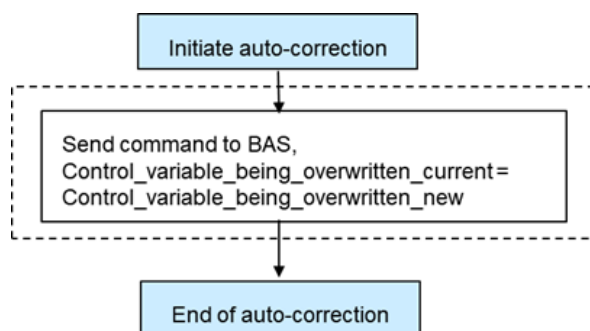 Initiate auto-correction
Send command to BAS,
Control_variable_being_overwritten_current =
Control_variable_being_overwritten_new
End of auto-correction